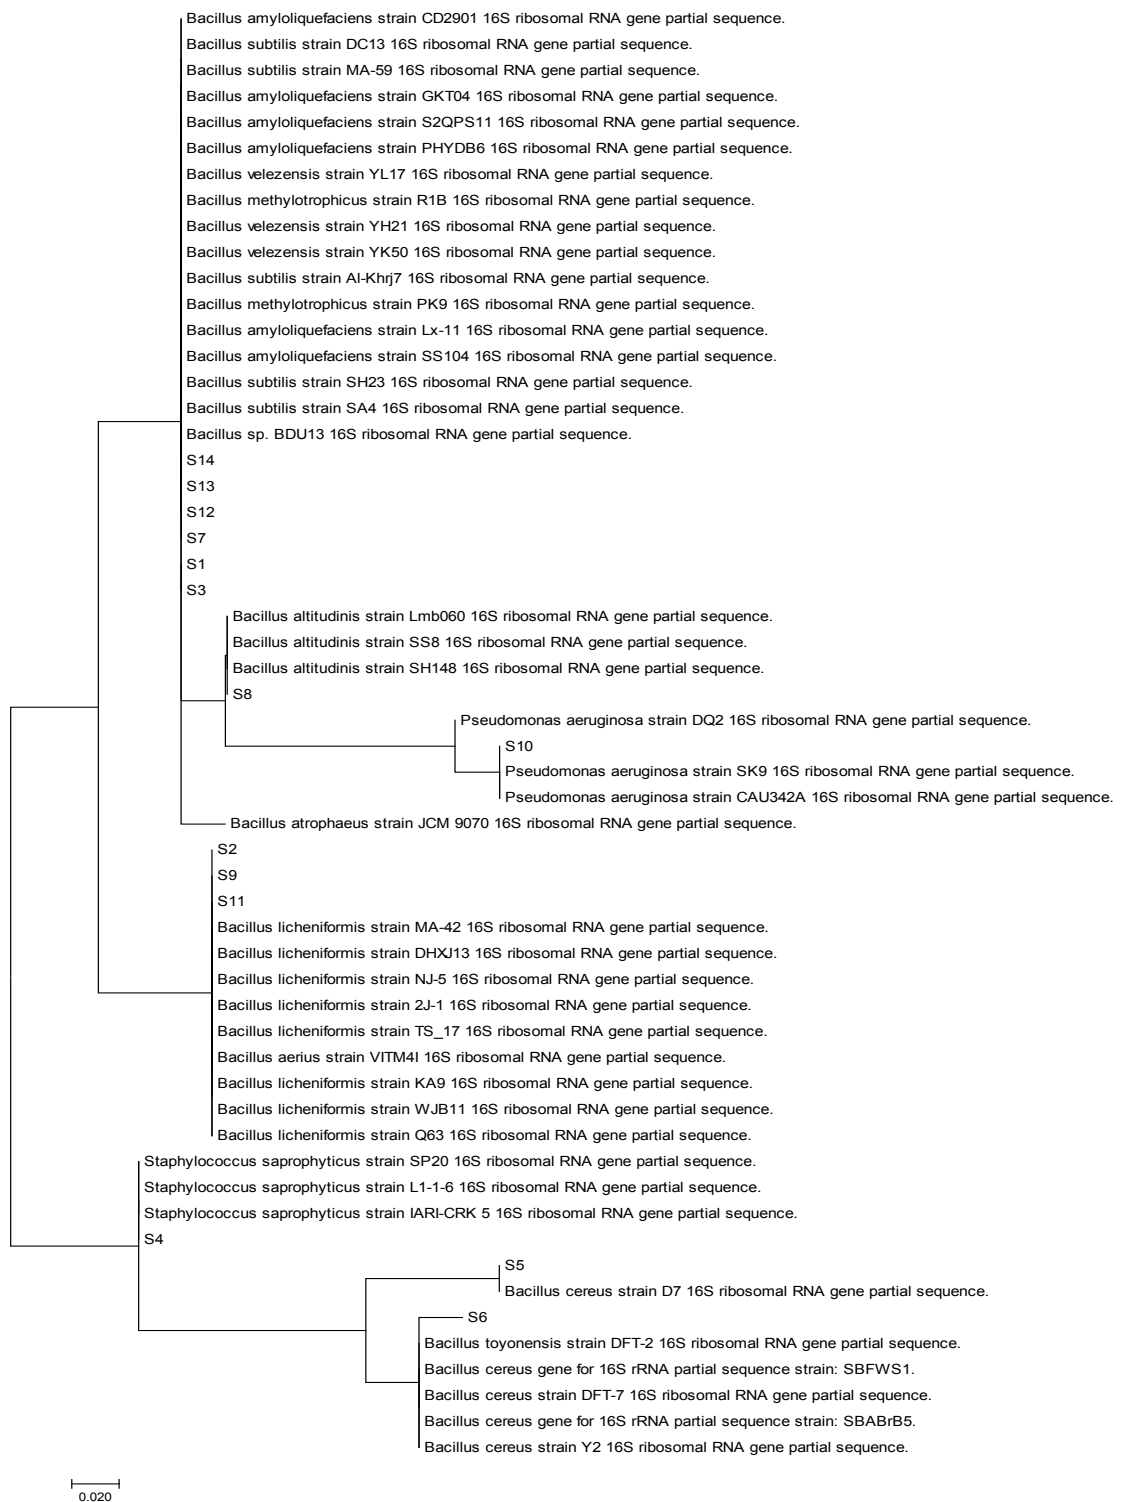 Bacillus amyloliquefaciens strain CD2901 16S ribosomal RNA gene partial sequence.
Bacillus subtilis strain DC13 16S ribosomal RNA gene partial sequence.
Bacillus subtilis strain MA-59 16S ribosomal RNA gene partial sequence.
Bacillus amyloliquefaciens strain GKT04 16S ribosomal RNA gene partial sequence.
Bacillus amyloliquefaciens strain S2QPS11 16S ribosomal RNA gene partial sequence.
Bacillus amyloliquefaciens strain PHYDB6 16S ribosomal RNA gene partial sequence.
Bacillus velezensis strain YL17 16S ribosomal RNA gene partial sequence.
Bacillus methylotrophicus strain R1B 16S ribosomal RNA gene partial sequence.
Bacillus velezensis strain YH21 16S ribosomal RNA gene partial sequence.
Bacillus velezensis strain YK50 16S ribosomal RNA gene partial sequence.
Bacillus subtilis strain Al-Khrj7 16S ribosomal RNA gene partial sequence.
Bacillus methylotrophicus strain PK9 16S ribosomal RNA gene partial sequence.
Bacillus amyloliquefaciens strain Lx-11 16S ribosomal RNA gene partial sequence.
Bacillus amyloliquefaciens strain SS104 16S ribosomal RNA gene partial sequence.
Bacillus subtilis strain SH23 16S ribosomal RNA gene partial sequence.
Bacillus subtilis strain SA4 16S ribosomal RNA gene partial sequence.
Bacillus sp. BDU13 16S ribosomal RNA gene partial sequence.
S14
S13
S12
S7
S1
S3
Bacillus altitudinis strain Lmb060 16S ribosomal RNA gene partial sequence.
Bacillus altitudinis strain SS8 16S ribosomal RNA gene partial sequence.
Bacillus altitudinis strain SH148 16S ribosomal RNA gene partial sequence.
S8
Pseudomonas aeruginosa strain DQ2 16S ribosomal RNA gene partial sequence.
S10
Pseudomonas aeruginosa strain SK9 16S ribosomal RNA gene partial sequence.
Pseudomonas aeruginosa strain CAU342A 16S ribosomal RNA gene partial sequence.
Bacillus atrophaeus strain JCM 9070 16S ribosomal RNA gene partial sequence.
S2
S9
S11
Bacillus licheniformis strain MA-42 16S ribosomal RNA gene partial sequence.
Bacillus licheniformis strain DHXJ13 16S ribosomal RNA gene partial sequence.
Bacillus licheniformis strain NJ-5 16S ribosomal RNA gene partial sequence.
Bacillus licheniformis strain 2J-1 16S ribosomal RNA gene partial sequence.
Bacillus licheniformis strain TS_17 16S ribosomal RNA gene partial sequence.
Bacillus aerius strain VITM4I 16S ribosomal RNA gene partial sequence.
Bacillus licheniformis strain KA9 16S ribosomal RNA gene partial sequence.
Bacillus licheniformis strain WJB11 16S ribosomal RNA gene partial sequence.
Bacillus licheniformis strain Q63 16S ribosomal RNA gene partial sequence.
Staphylococcus saprophyticus strain SP20 16S ribosomal RNA gene partial sequence.
Staphylococcus saprophyticus strain L1-1-6 16S ribosomal RNA gene partial sequence.
Staphylococcus saprophyticus strain IARI-CRK 5 16S ribosomal RNA gene partial sequence.
S4
S5
Bacillus cereus strain D7 16S ribosomal RNA gene partial sequence.
S6
Bacillus toyonensis strain DFT-2 16S ribosomal RNA gene partial sequence.
Bacillus cereus gene for 16S rRNA partial sequence strain: SBFWS1.
Bacillus cereus strain DFT-7 16S ribosomal RNA gene partial sequence.
Bacillus cereus gene for 16S rRNA partial sequence strain: SBABrB5.
Bacillus cereus strain Y2 16S ribosomal RNA gene partial sequence.
0.020